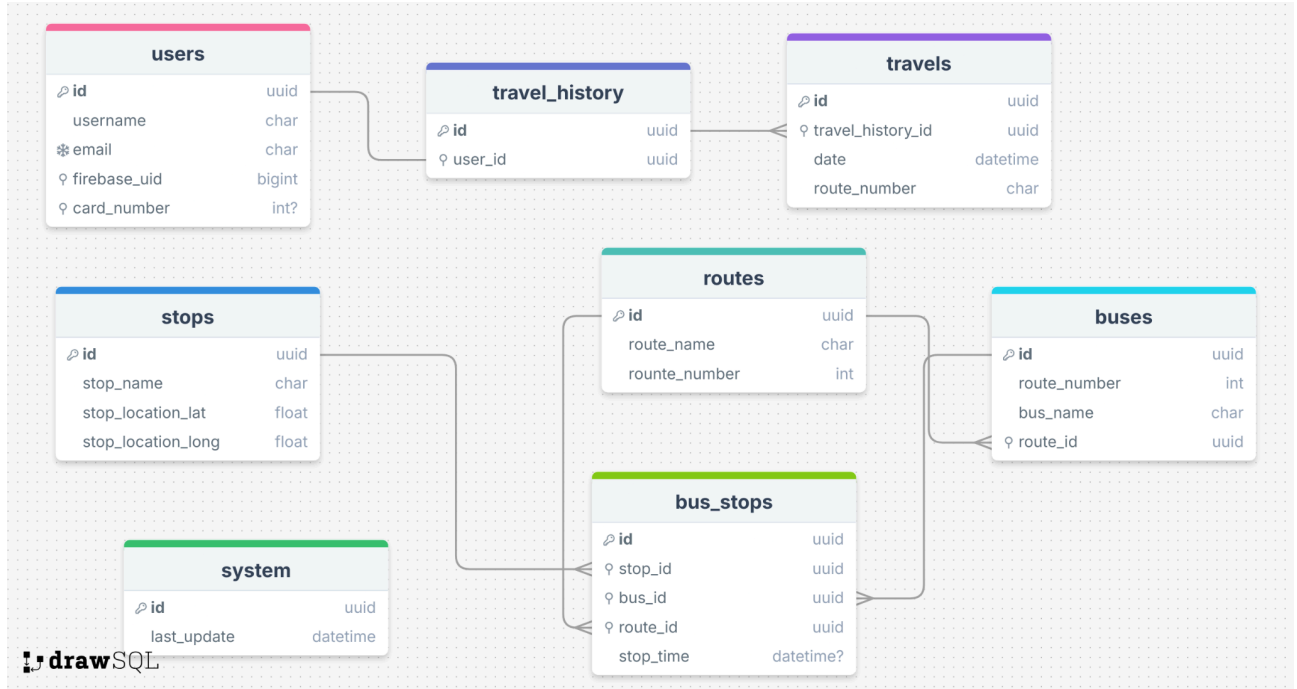 users
id uuid
username char
email char
firebase_uid bigint
card_number int?
travel_history
id uuid
user_id uuid
travels
id uuid
travel_history_id uuid
date datetime
route_number char
stops
id uuid
stop_name char
stop_location_lat float
stop_location_long float
routes
id uuid
route_name char
rounte_number int
buses
id uuid
route_number int
bus_name char
route_id uuid
bus_stops
id uuid
stop_id uuid
bus_id uuid
route_id uuid
stop_time datetime?
system
id uuid
last_update datetime
drawSQL